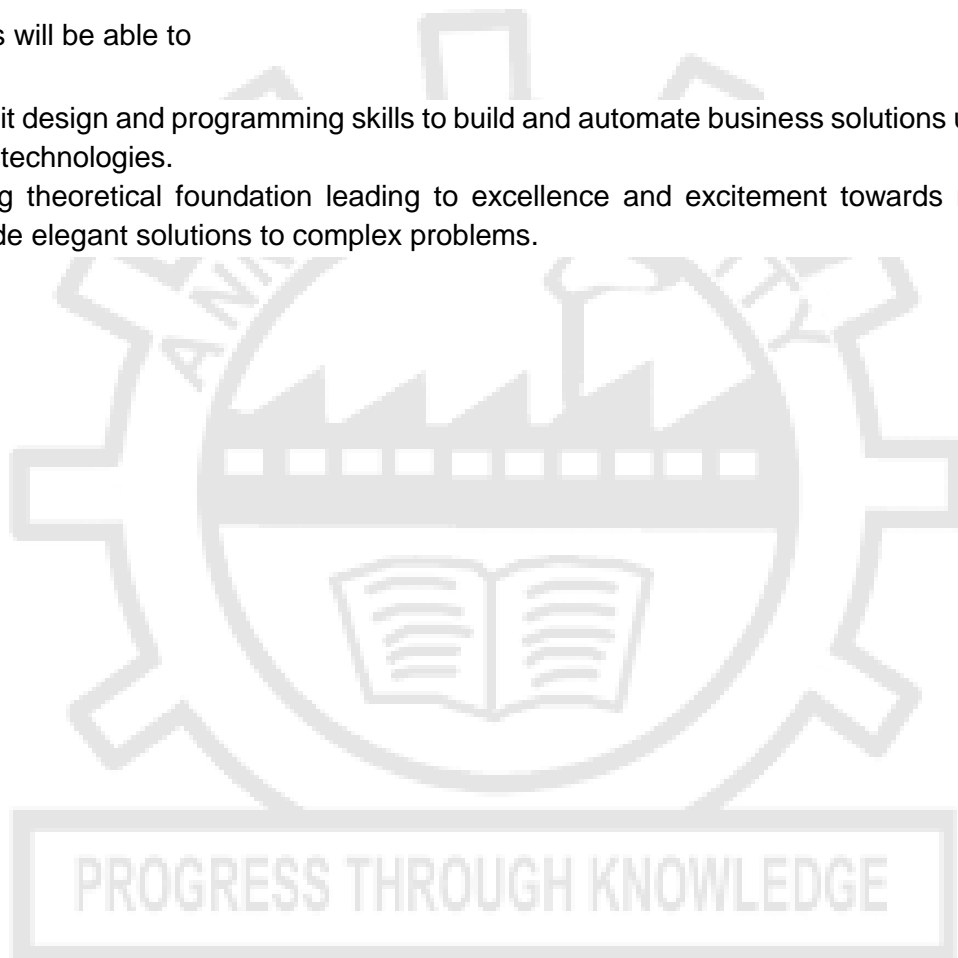 s will be able to
it design and programming skills to build and automate business solutions u
technologies.
g theoretical foundation leading to excellence and excitement towards
de elegant solutions to complex problems.
PROGRESS THROUGH KNOWLEDGE